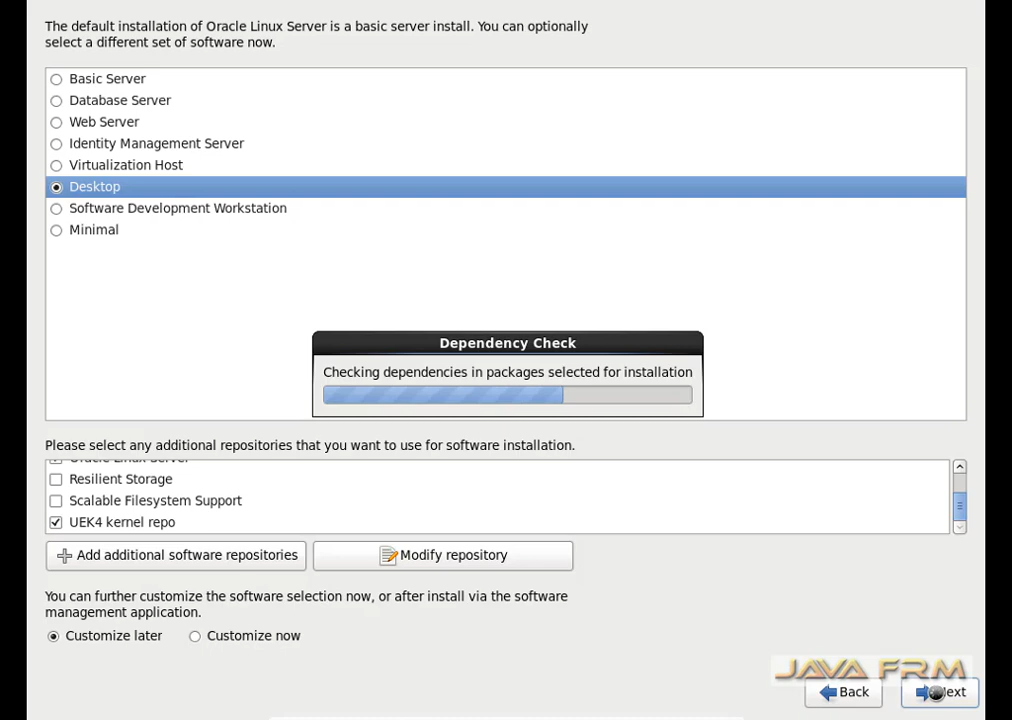 The default installation of Oracle Linux Server is a basic server install. You can optionally
select a different set of software now.
Basic Server
Database Server
Web Server
Identity Management Server
Virtualization Host
Desktop
Software Development Workstation
Minimal
Dependency Check
Checking dependencies in packages selected for installation
Please select any additional repositories that you want to use for software installation.
Oracle Linux Server
Resilient Storage
Scalable Filesystem Support
UEK4 kernel repo
Add additional software repositories
Modify repository
You can further customize the software selection now, or after install via the software
management application.
Customize later
Customize now
JAVA FRM
Back
Next